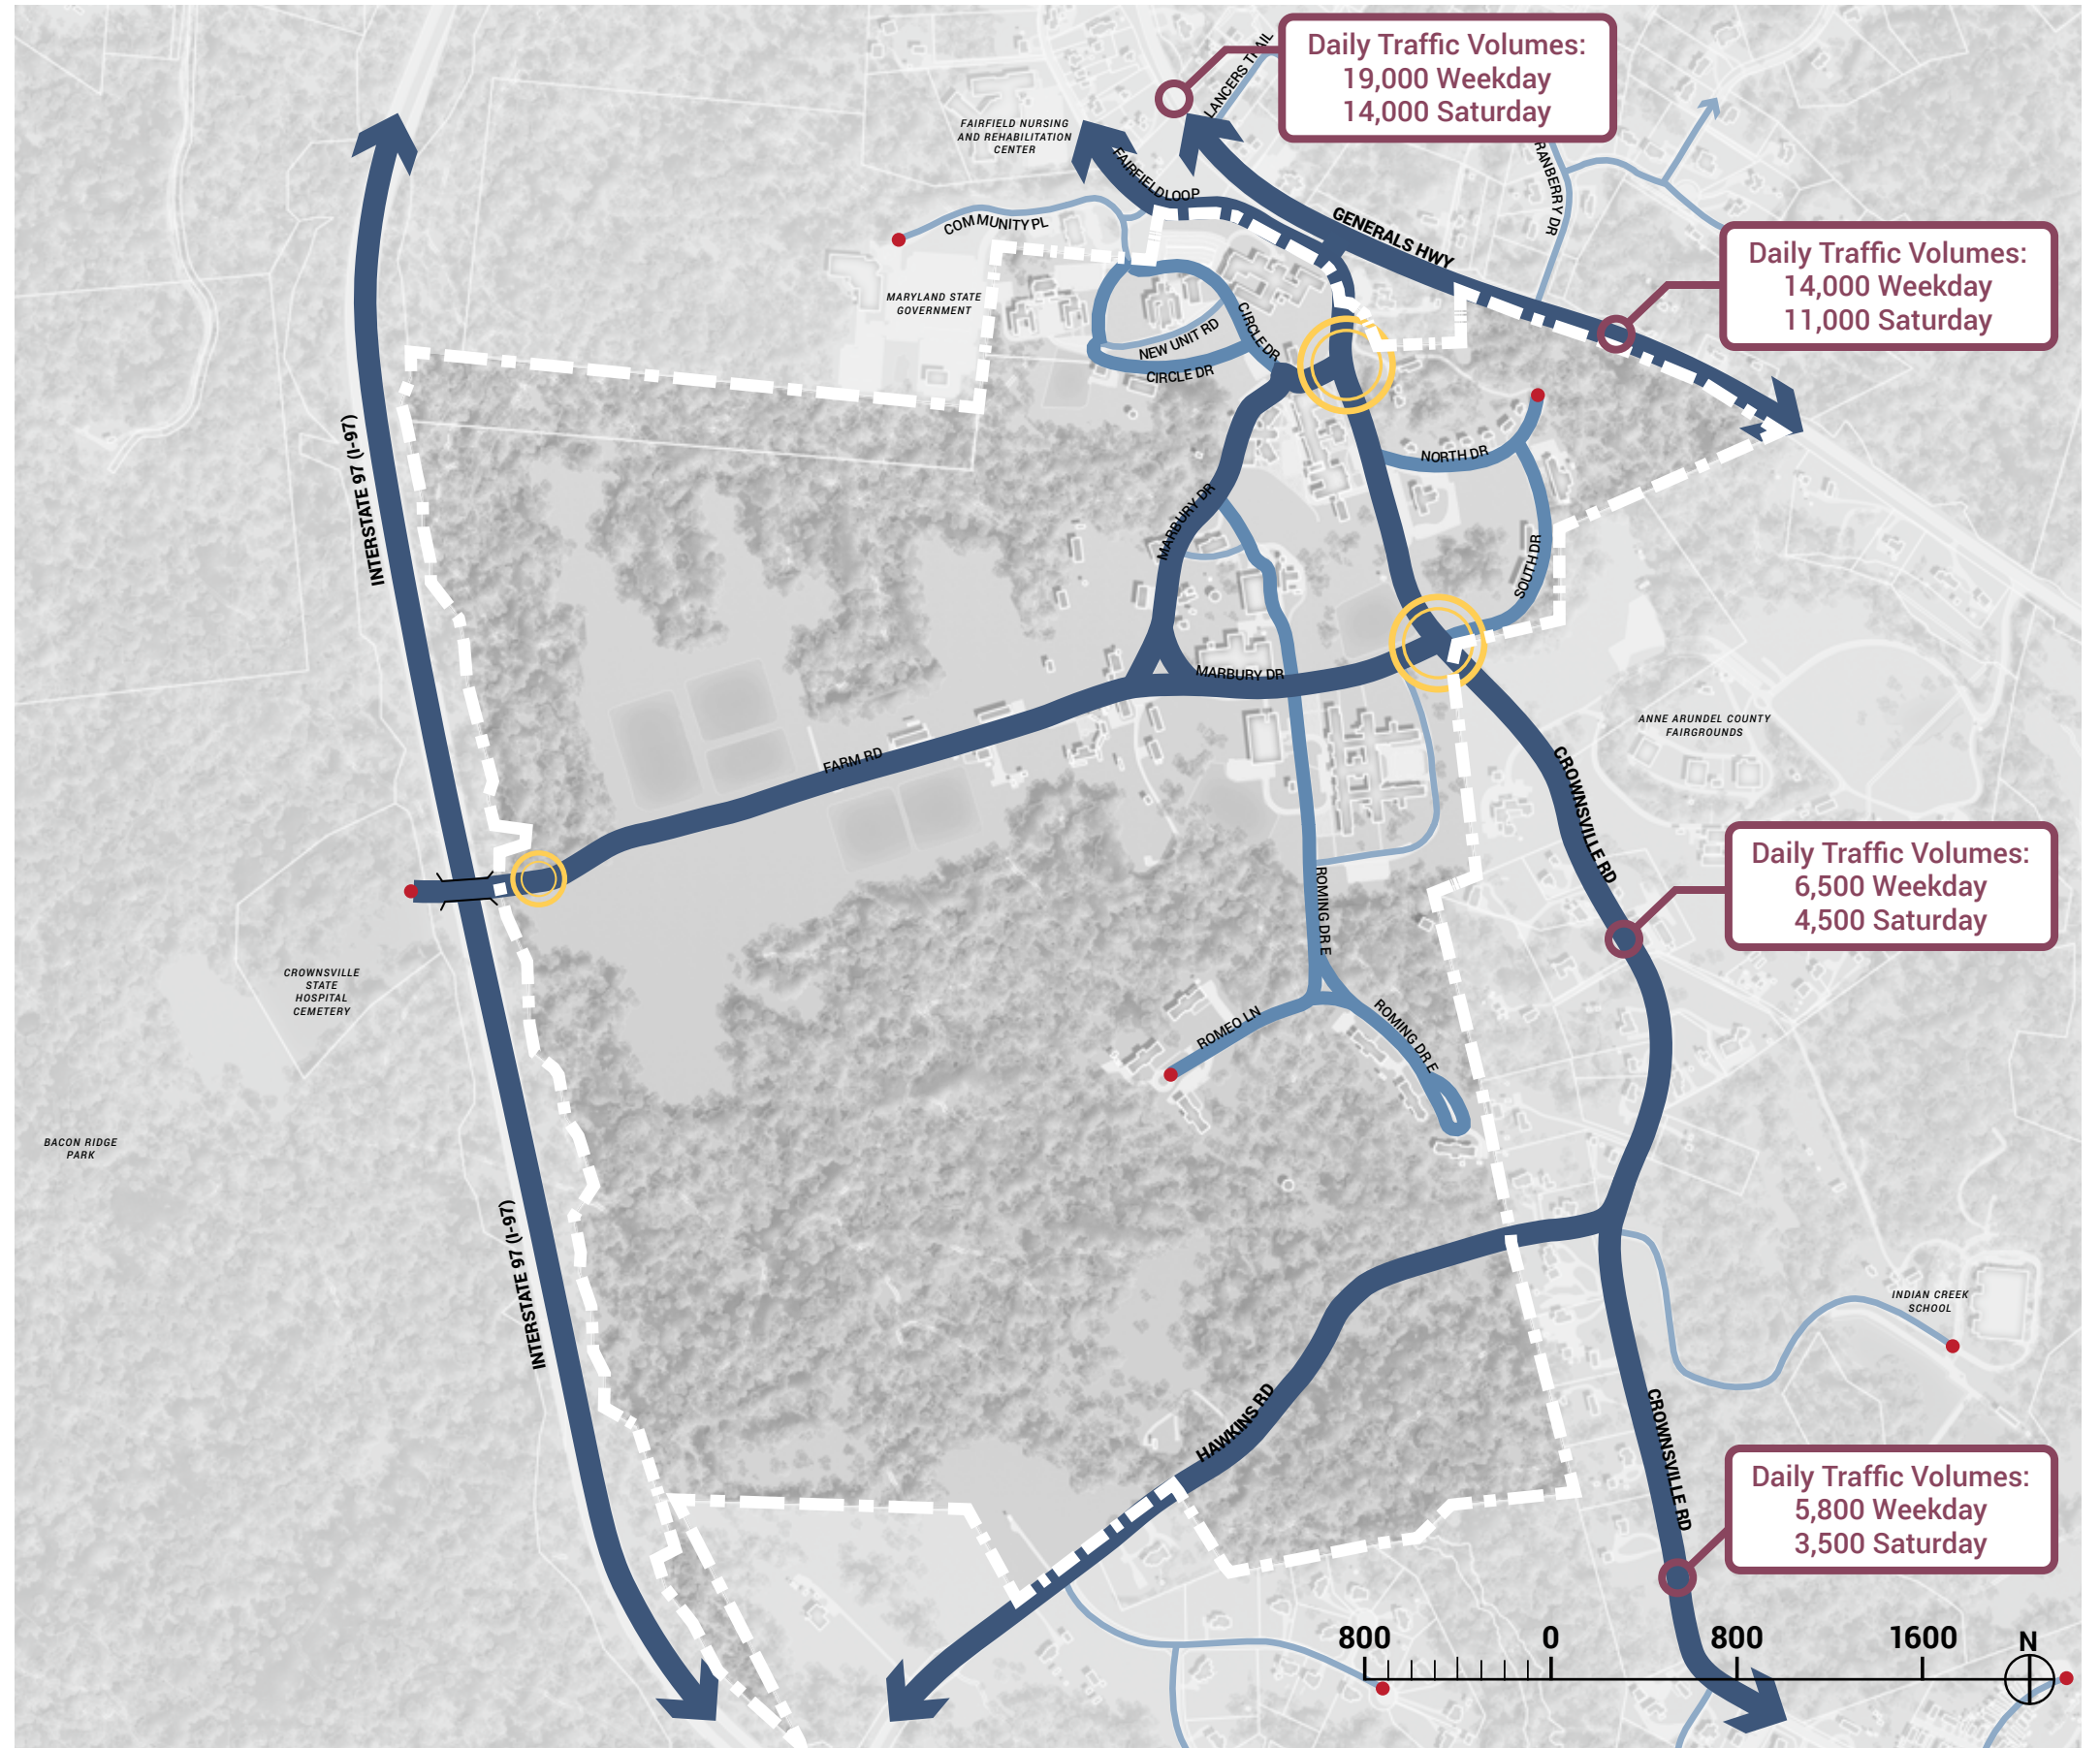 Daily Traffic Volumes:
19,000 Weekday
14,000 Saturday
LANCERS TRAIL
FAIRFIELD NURSING
AND REHABILITATION
CENTER
FAIRFIELD LOOP
RANBERRY DR
COMMUNITY PL
GENERALS HWY
Daily Traffic Volumes:
14,000 Weekday
11,000 Saturday
MARYLAND STATE
GOVERNMENT
NEW UNIT RD
CIRCLE DR
CIRCLE DR
INTERSTATE 97 (I-97)
NORTH DR
MARBURY DR
SOUTH DR
MARBURY DR
ANNE ARUNDEL COUNTY
FAIRGROUNDS
FARM RD
CROWNSVILLE RD
Daily Traffic Volumes:
6,500 Weekday
4,500 Saturday
ROMING DR E
CROWNSVILLE
STATE
HOSPITAL
CEMETERY
ROMEO LN
ROMING DR E
BACON RIDGE
PARK
INTERSTATE 97 (I-97)
INDIAN CREEK
SCHOOL
HAWKINS RD
CROWNSVILLE RD
Daily Traffic Volumes:
5,800 Weekday
3,500 Saturday
800 0 800 1600 N